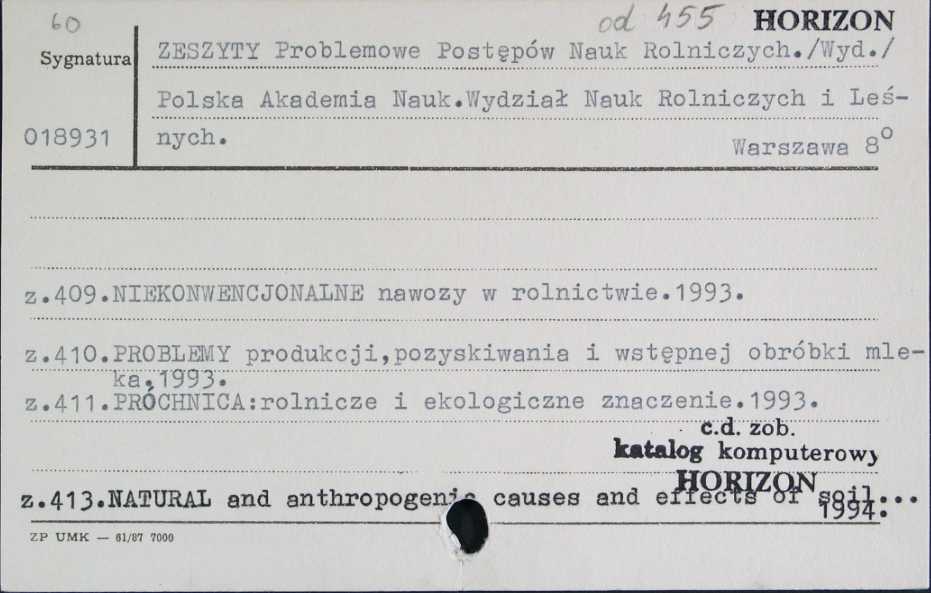 60
od 455 HORIZON
Sygnatura
ZESZYTY Problemowe Postępów Nauk Rolniczych./Wyd./
Polska Akademia Nauk.Wydział Nauk Rolniczych i Leś-
018931
nych.
Warszawa 8°
z.409.NIEKONWENCJONALNE nawozy w rolnictwie.1993.
z.410.PROBLEMY produkcji,pozyskiwania i wstępnej obróbki mle-
ka.1993.
z.411.PRÓCHNICA:rolnicze i ekologiczne znaczenie.1993.
c.d. zob.
katalog komputerowy
HORIZON
z.413.NATURAL and anthropogenic causes and effects of soil...
1994.
ZP UMK — 61/87 7000